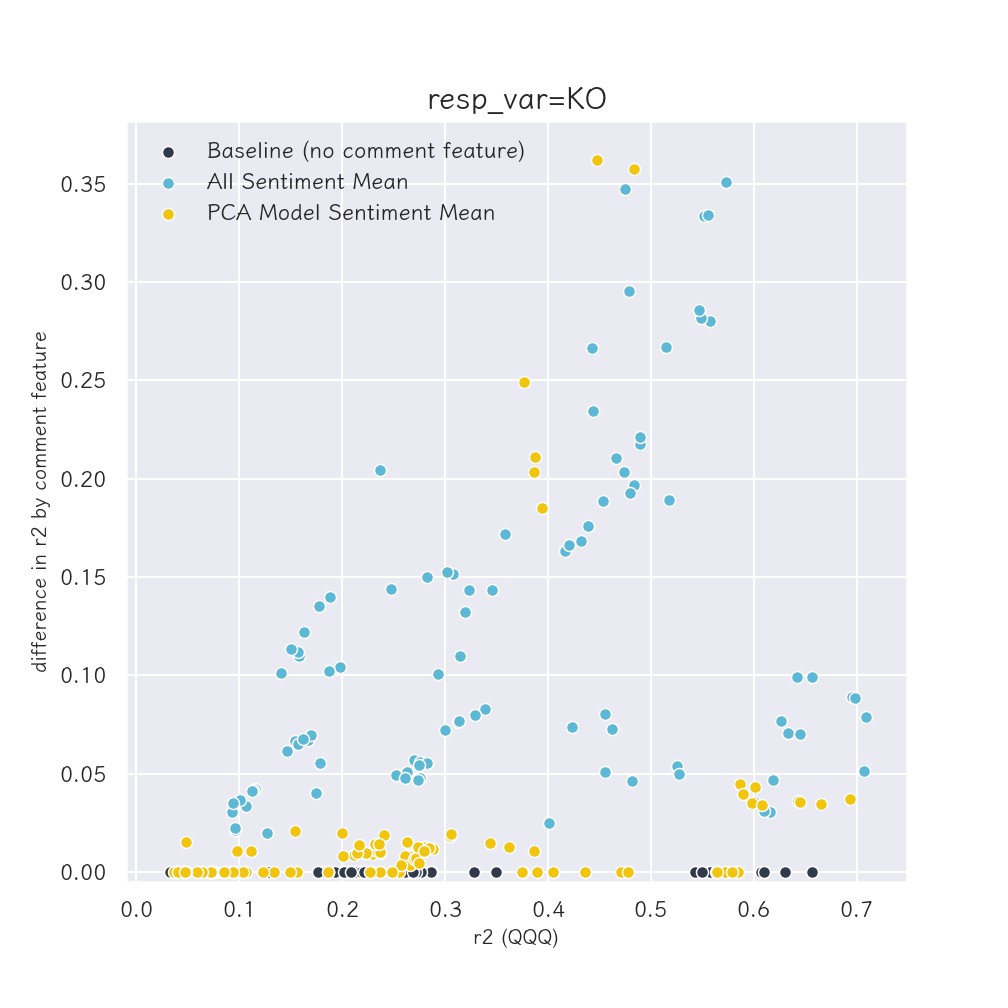 resp_var=KO
Baseline (no comment feature)
All Sentiment Mean
PCA Model Sentiment Mean
difference in r2 by comment feature
0.35
0.30
0.25
0.20
0.15
0.10
0.05
0.00
0.0 0.1 0.2 0.3 0.4 0.5 0.6 0.7
r2 (QQQ)